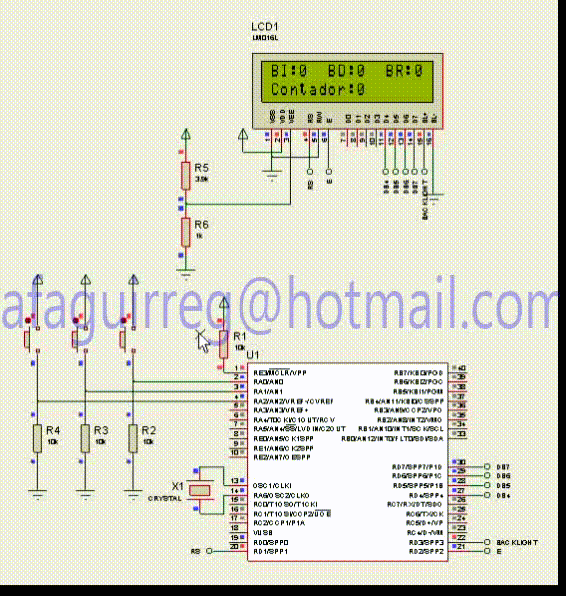 LCD1
LM016L
BI:0 BD:0 BR:0
Contador:0
VSS VDD VEE RS RW E D0 D1 D2 D3 D4 D5 D6 D7 BL+ BL-
1 2 3 4 5 6 7 8 9 10 11 12 13 14 15 16
RS E DB4 DB5 DB6 DB7 BACKLIGHT
R5
3.9k
R6
1k
R1
10k
U1
R4
10k
R3
10k
R2
10k
X1
CRYSTAL
1 RE3/MCLR/VPP
2 RA0/AN0
3 RA1/AN1
4 RA2/AN2/VREF-/CVREF
5 RA3/AN3/VREF+
6 RA4/T0CKI/C1OUT/RCV
7 RA5/AN4/SS/LVDIN/C2OUT
8 RE0/AN5/CK1SPP
9 RE1/AN6/CK2SPP
10 RE2/AN7/OESPP
13 OSC1/CLKI
14 RA6/OSC2/CLKO
15 RC0/T1OSO/T1CKI
16 RC1/T1OSI/CCP2/UOE
17 RC2/CCP1/P1A
18 VUSB
19 RD0/SPP0
RS 20 RD1/SPP1
RB7/KBI3/PGD 40
RB6/KBI2/PGC 39
RB5/KBI1/PGM 38
RB4/AN11/KBI0/CSSPP 37
RB3/AN9/CCP2/VPO 36
RB2/AN8/INT2/VMO 35
RB1/AN10/INT1/SCK/SCL 34
RB0/AN12/INT0/FLT0/SDI/SDA 33
RD7/SPP7/P1D 30 DB7
RD6/SPP6/P1C 29 DB6
RD5/SPP5/P1B 28 DB5
RD4/SPP4 27 DB4
RC7/RX/DT/SDO 26
RC6/TX/CK 25
RC5/D+/VP 24
RC4/D-/VM 23
RD3/SPP3 22 BACKLIGHT
RD2/SPP2 21 E
afaguirreg@hotmail.com